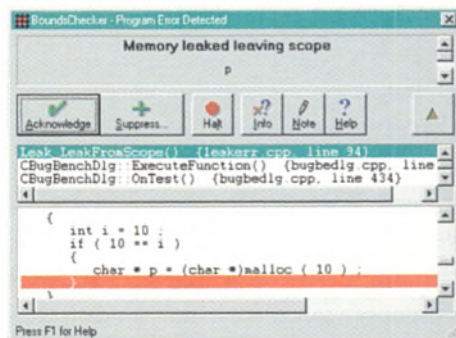 BoundsChecker - Program Error Detected
Memory leaked leaving scope
p
Acknowledge Suppress... Halt Info Note Help
Leak_LeakFromScope() {leakerr.cpp, line 94}
CBugBenchDlg::ExecuteFunction() {bugbedlg.cpp, line
CBugBenchDlg::OnTest() {bugbedlg.cpp, line 434}
{
int i = 10 ;
if ( 10 == i )
{
char * p = (char *)malloc ( 10 ) ;
}
}
Press F1 for Help